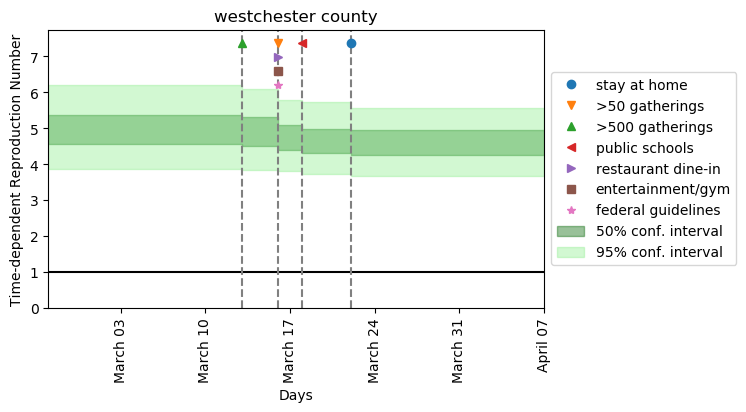 westchester county
Time-dependent Reproduction Number
7
6
5
4
3
2
1
0
March 03
March 10
March 17
March 24
March 31
April 07
Days
stay at home
>50 gatherings
>500 gatherings
public schools
restaurant dine-in
entertainment/gym
federal guidelines
50% conf. interval
95% conf. interval